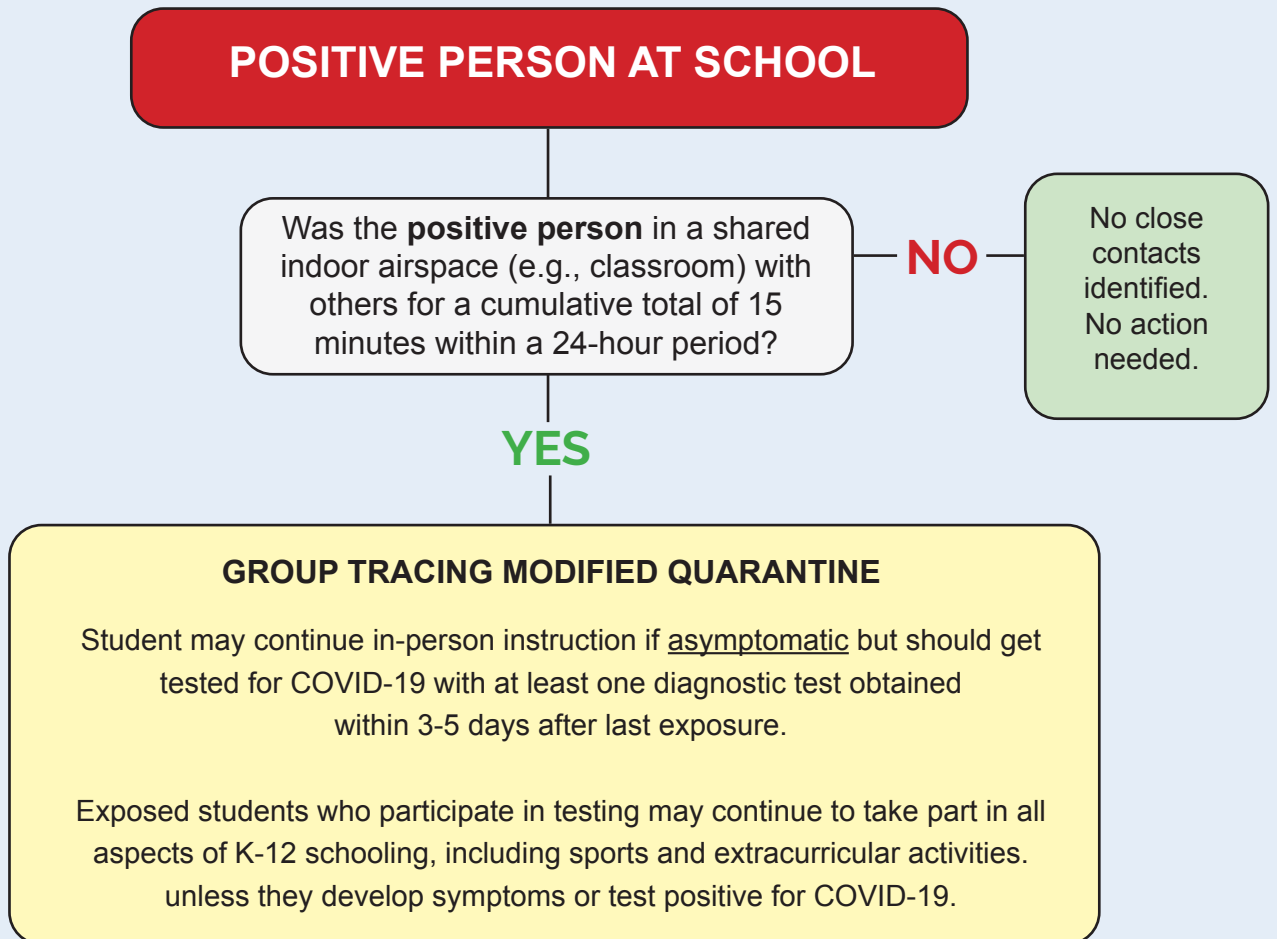 POSITIVE PERSON AT SCHOOL
Was the positive person in a shared
indoor airspace (e.g., classroom) with
others for a cumulative total of 15
minutes within a 24-hour period?
NO
No close
contacts
identified.
No action
needed.
YES
GROUP TRACING MODIFIED QUARANTINE
Student may continue in-person instruction if asymptomatic but should get
tested for COVID-19 with at least one diagnostic test obtained
within 3-5 days after last exposure.
Exposed students who participate in testing may continue to take part in all
aspects of K-12 schooling, including sports and extracurricular activities.
unless they develop symptoms or test positive for COVID-19.